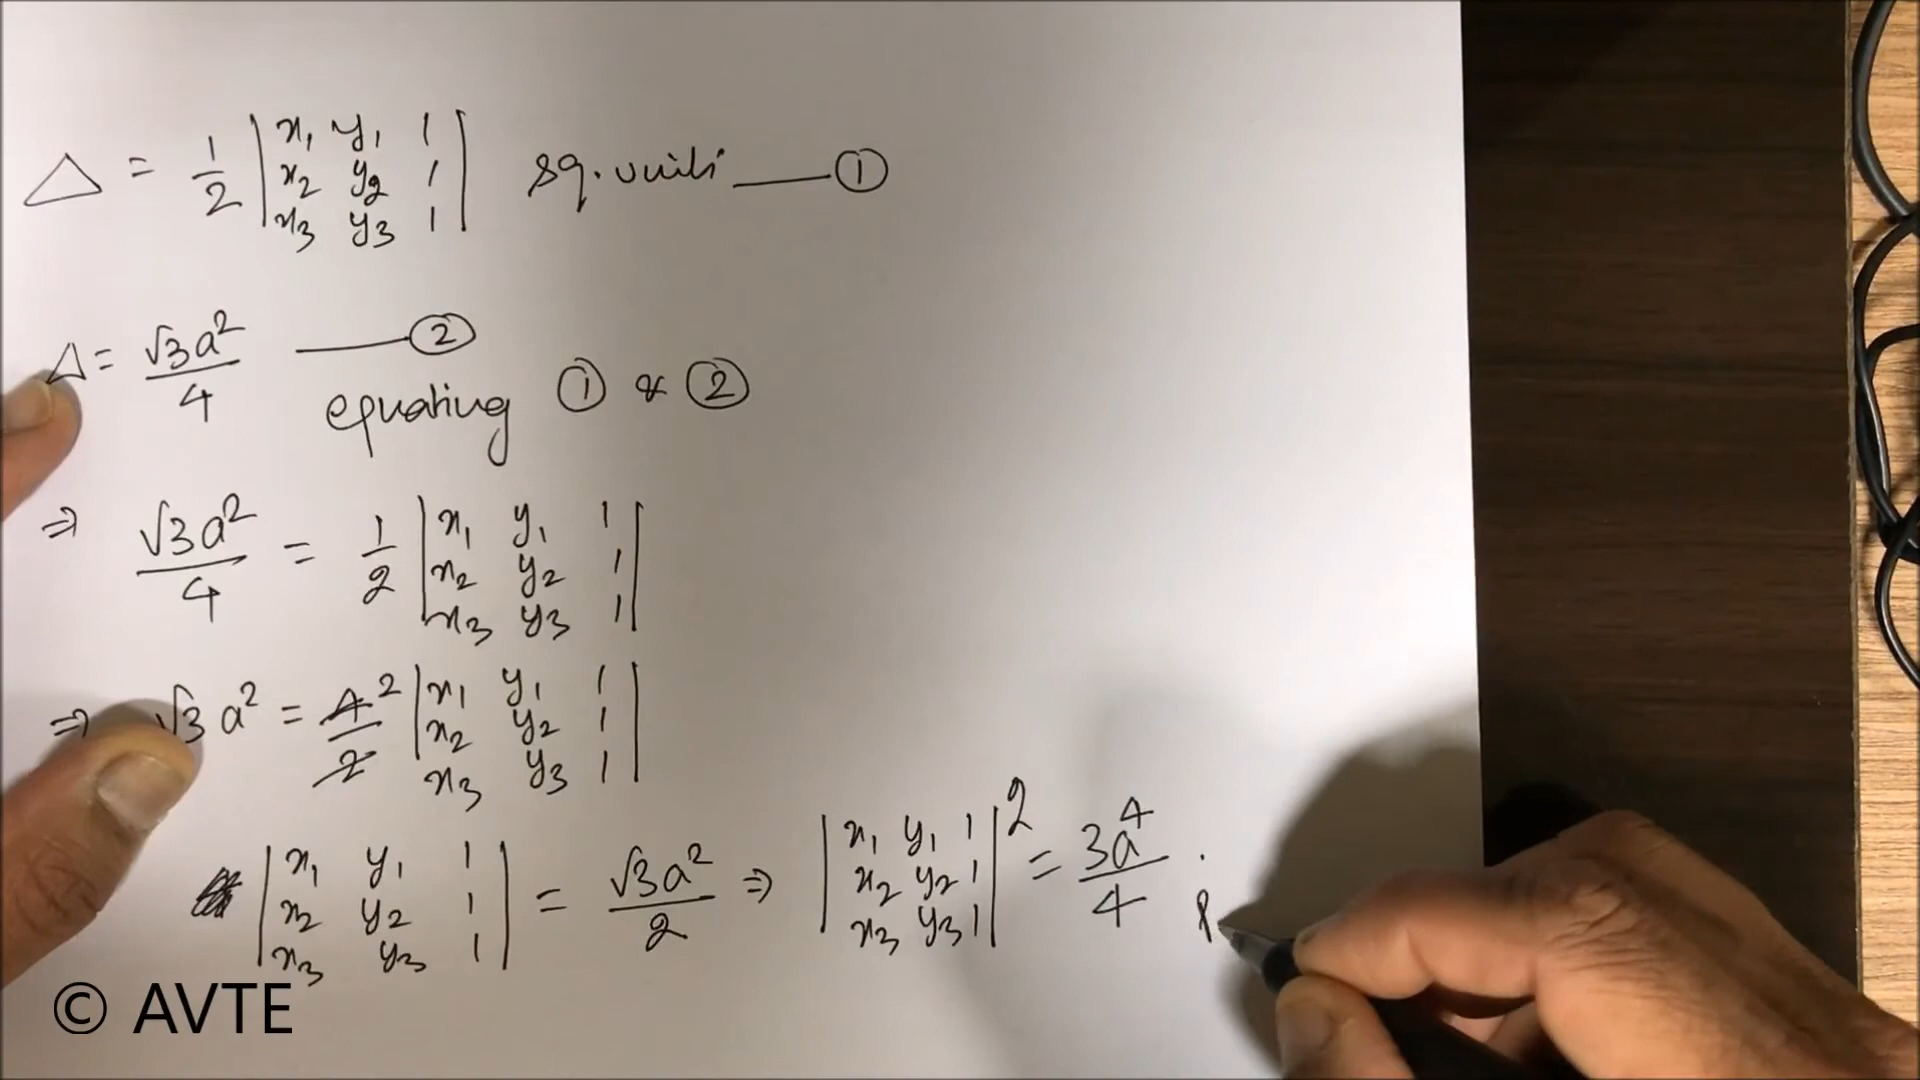 Δ = 1/2 |x₁ y₁ 1| sq. units —— ①
|x₂ y₂ 1|
|x₃ y₃ 1|
Δ = √3a²/4 —— ②
equating ① & ②
⇒ √3a²/4 = 1/2 |x₁ y₁ 1|
|x₂ y₂ 1|
|x₃ y₃ 1|
⇒ √3 a² = 4²/2 |x₁ y₁ 1|
|x₂ y₂ 1|
|x₃ y₃ 1|
|x₁ y₁ 1| = √3a²/2 ⇒ |x₁ y₁ 1|² = 3a⁴/4 .
|x₂ y₂ 1| |x₂ y₂ 1|
|x₃ y₃ 1| |x₃ y₃ 1|
© AVTE